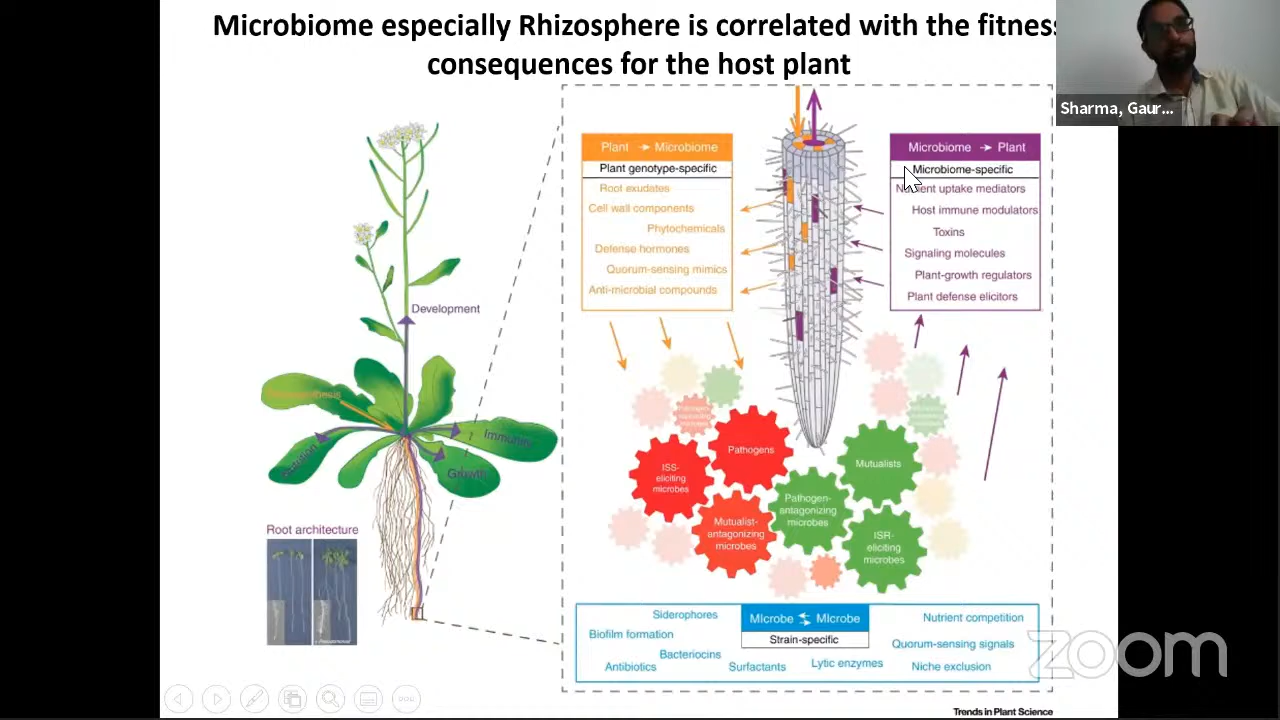 Microbiome especially Rhizosphere is correlated with the fitness
consequences for the host plant
Sharma, Gaur...
Plant → Microbiome
Plant genotype-specific
Root exudates
Cell wall components
Phytochemicals
Defense hormones
Quorum-sensing mimics
Anti-microbial compounds
Microbiome → Plant
Microbiome-specific
Nutrient uptake mediators
Host immune modulators
Toxins
Signaling molecules
Plant-growth regulators
Plant defense elicitors
Development
Immunity
Growth
Root architecture
Pathogens
ISS-
eliciting
microbes
Mutualist-
antagonizing
microbes
Pathogen-
antagonizing
microbes
Mutualists
ISR-
eliciting
microbes
Siderophores
Biofilm formation
Bacteriocins
Antibiotics
Surfactants
MIcrobe ⇆ MIcrobe
Strain-specific
Lytic enzymes
Nutrient competition
Quorum-sensing signals
Niche exclusion
zoom
Trends in Plant Science